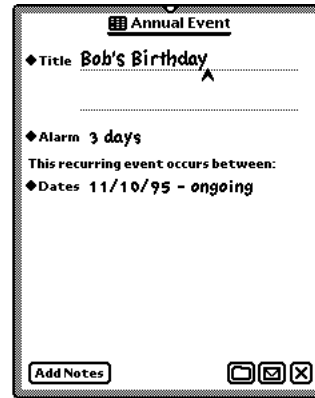 Annual Event
Title Bob's Birthday
Alarm 3 days
This recurring event occurs between:
Dates 11/10/95 - ongoing
Add Notes